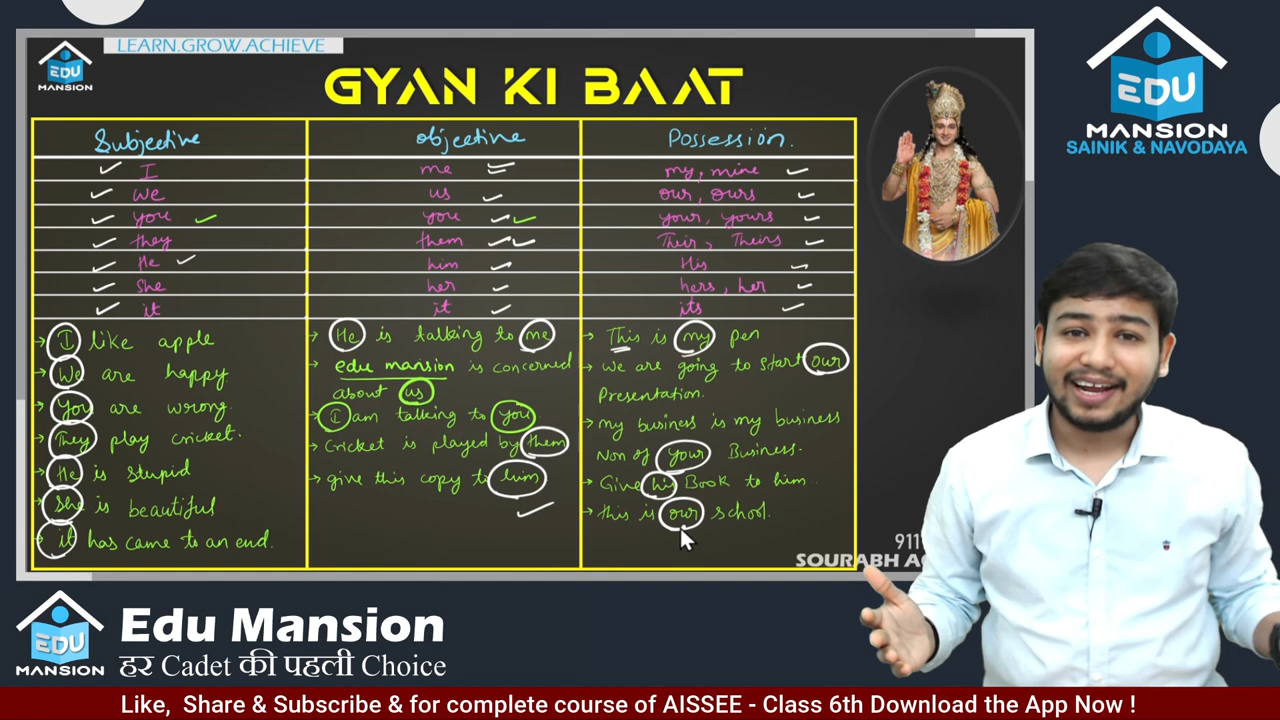 LEARN.GROW.ACHIEVE
EDU
MANSION
GYAN KI BAAT
EDU
MANSION
SAINIK & NAVODAYA
Subjective objective Possession.
I me my, mine
we us our, ours
you you your, yours
they them Their, Theirs
He him His
she her hers, her
it it its
I like apple
We are happy.
You are wrong.
They play cricket.
He is stupid
She is beautiful
it has came to an end.
He is talking to me
edu mansion is concerned
about us
I am talking to you
Cricket is played by them
give this copy to him
This is my pen
we are going to start our
Presentation.
my business is my business
Non of your Business.
Give his Book to him.
this is our school.
911
SOURABH
EDU
MANSION
Edu Mansion
हर Cadet की पहली Choice
Like, Share & Subscribe & for complete course of AISSEE - Class 6th Download the App Now !